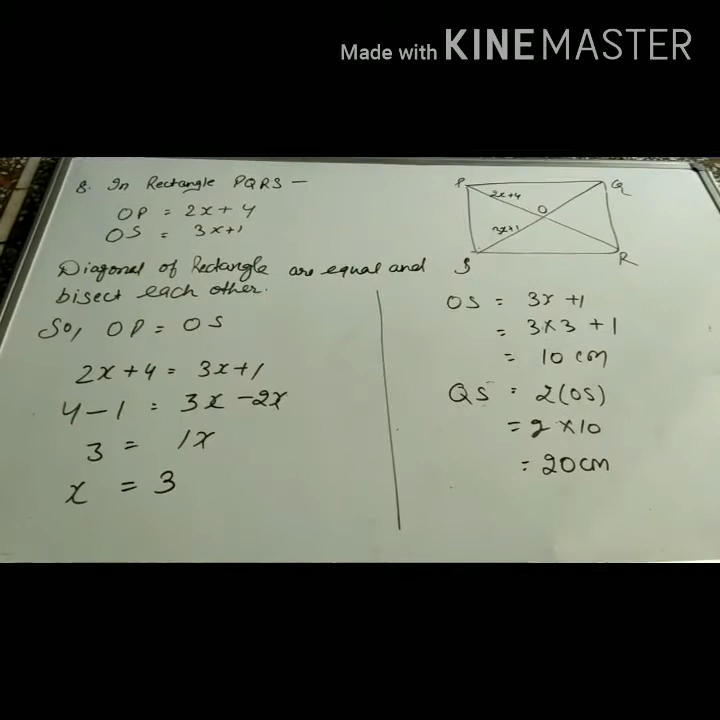 Made with KINEMASTER
8. In Rectangle PQRS –
OP = 2x+4
OS = 3x+1
Diagonal of Rectangle are equal and
bisect each other.
So, OP = OS
2x+4 = 3x+1
4-1 = 3x-2x
3 = 1x
x = 3
P
Q
2x+4
O
3x+1
S
R
OS = 3x+1
= 3×3+1
= 10 cm
QS = 2(OS)
= 2×10
= 20cm